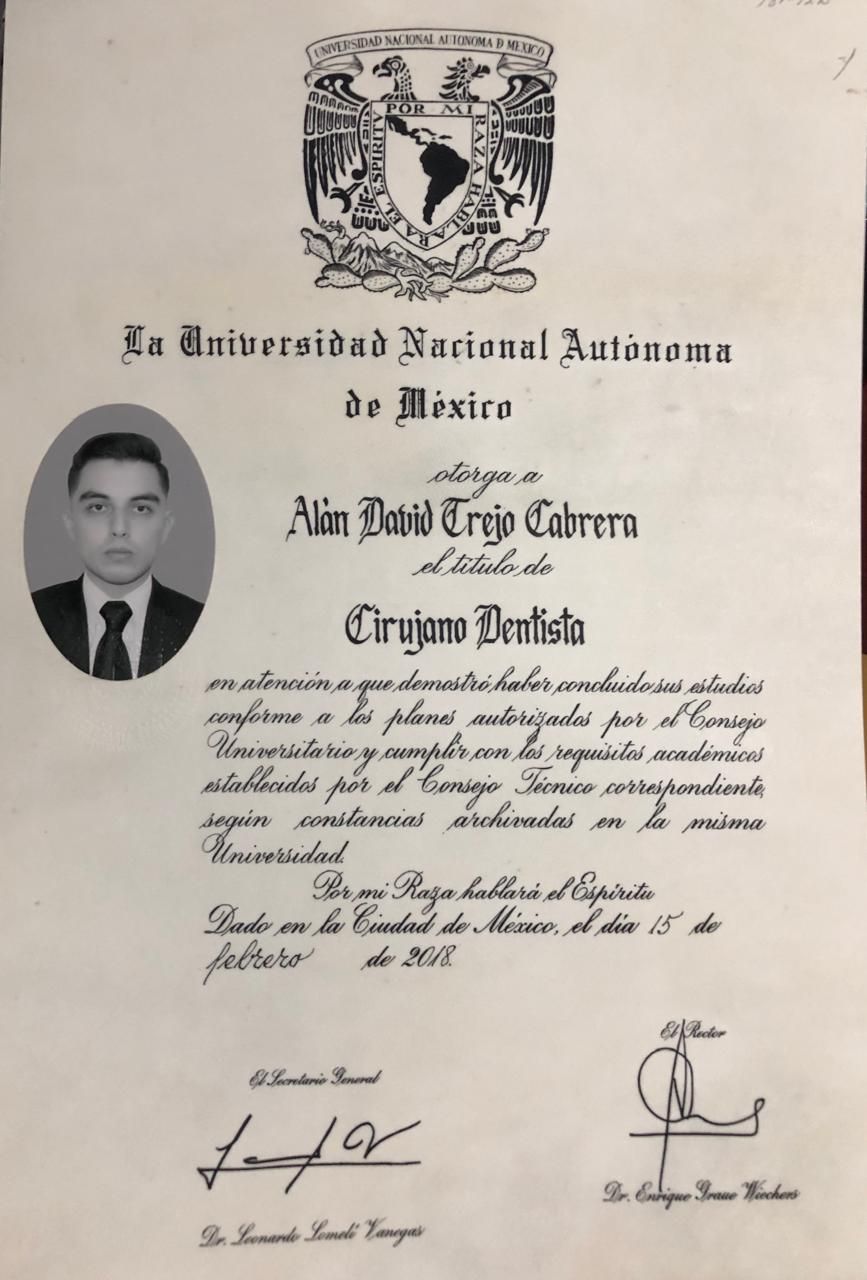 UNIVERSIDAD NACIONAL AUTONOMA D MEXICO
POR MI RAZA HABLARA EL ESPIRITU
La Universidad Nacional Autónoma
de México
otorga a
Alan David Trejo Cabrera
el título de
Cirujano Dentista
en atención a que demostró haber concluido sus estudios
conforme a los planes autorizados por el Consejo
Universitario y cumplir con los requisitos académicos
establecidos por el Consejo Técnico correspondiente,
según constancias archivadas en la misma
Universidad.
Por mi Raza hablará el Espíritu
Dado en la Ciudad de México, el día 15 de
febrero de 2018.
El Rector
El Secretario General
Dr. Enrique Graue Wiechers
Dr. Leonardo Lomelí Vanegas